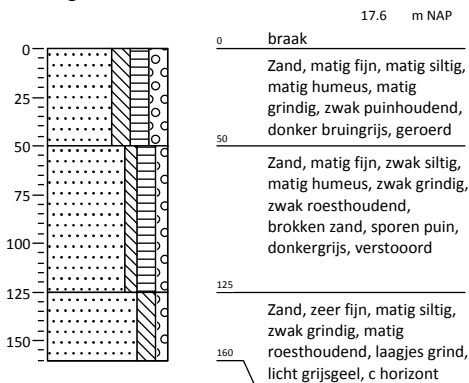 17.6 m NAP
0 braak
0
Zand, matig fijn, matig siltig,
matig humeus, matig
grindig, zwak puinhoudend,
donker bruingrijs, geroerd
25
50
50
Zand, matig fijn, zwak siltig,
matig humeus, zwak grindig,
zwak roesthoudend,
brokken zand, sporen puin,
donkergrijs, verstooord
75
100
125
125
Zand, zeer fijn, matig siltig,
zwak grindig, matig
roesthoudend, laagjes grind,
licht grijsgeel, c horizont
150
160